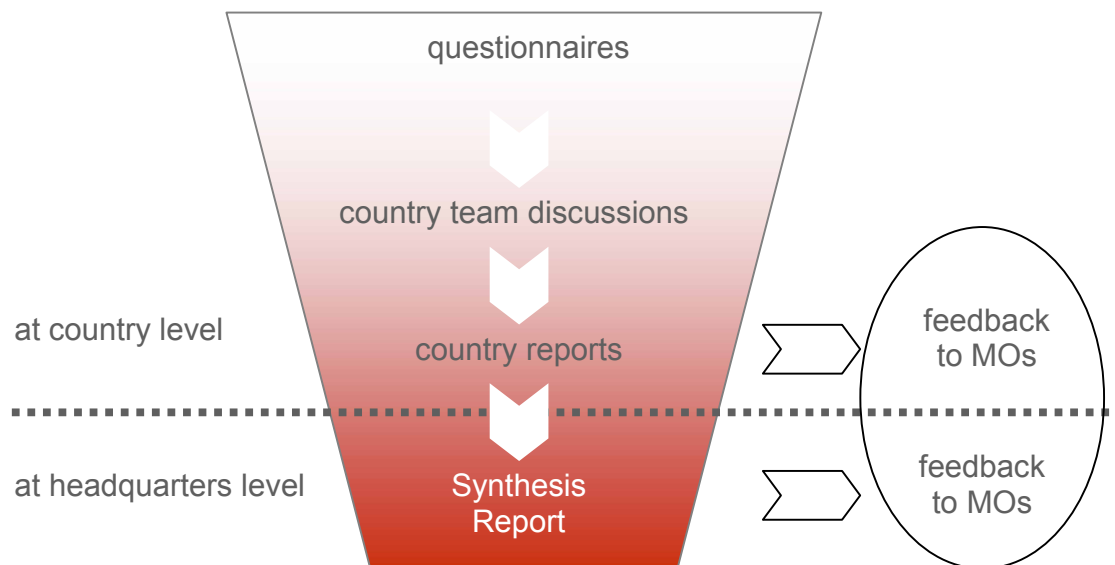 questionnaires
country team discussions
at country level
country reports
feedback
to MOs
at headquarters level
Synthesis
Report
feedback
to MOs